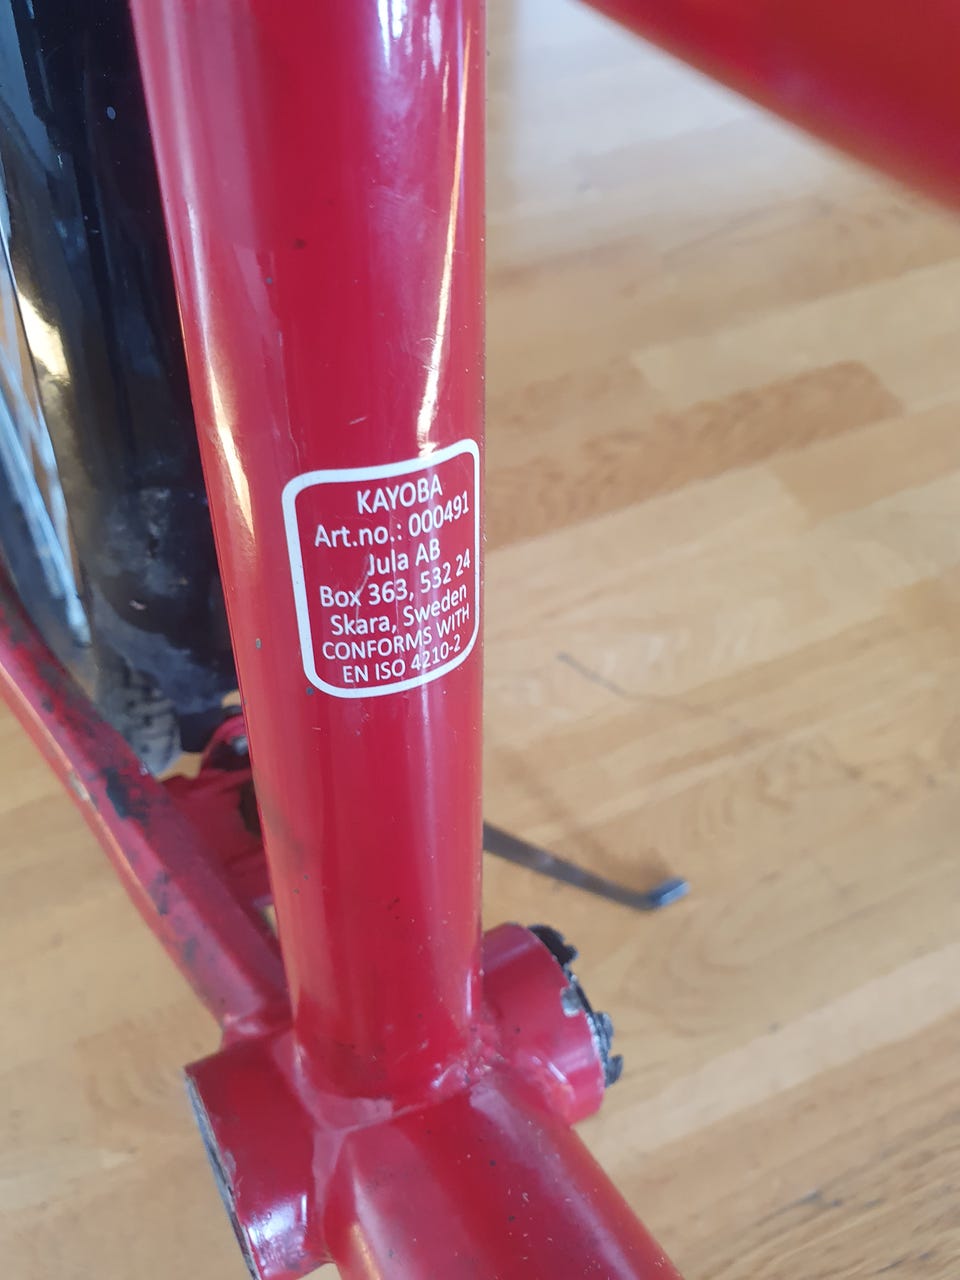 KAYOBA
Art.no.: 000491
Jula AB
Box 363, 532 24
Skara, Sweden
CONFORMS WITH
EN ISO 4210-2